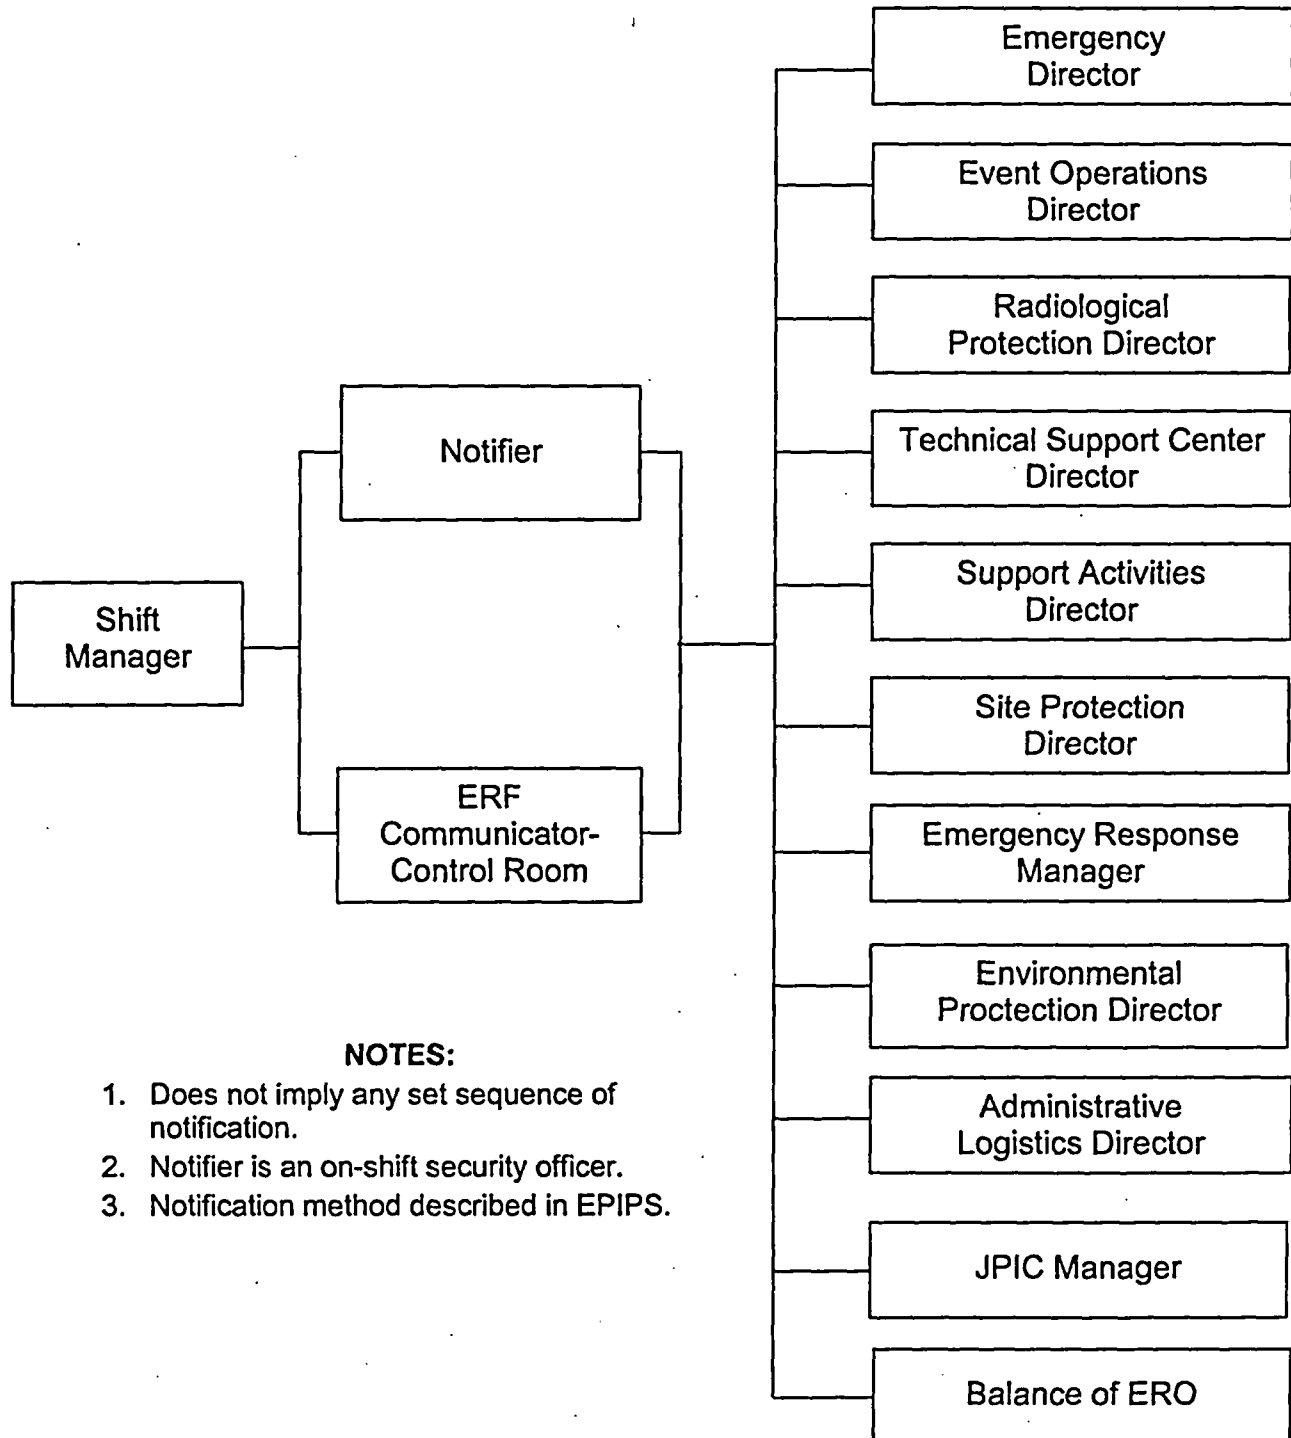 Emergency
Director
Event Operations
Director
Radiological
Protection Director
Technical Support Center
Director
Support Activities
Director
Site Protection
Director
Emergency Response
Manager
Environmental
Proctection Director
Administrative
Logistics Director
JPIC Manager
Balance of ERO
Notifier
ERF
Communicator-
Control Room
Shift
Manager
NOTES:
1. Does not imply any set sequence of
notification.
2. Notifier is an on-shift security officer.
3. Notification method described in EPIPS.